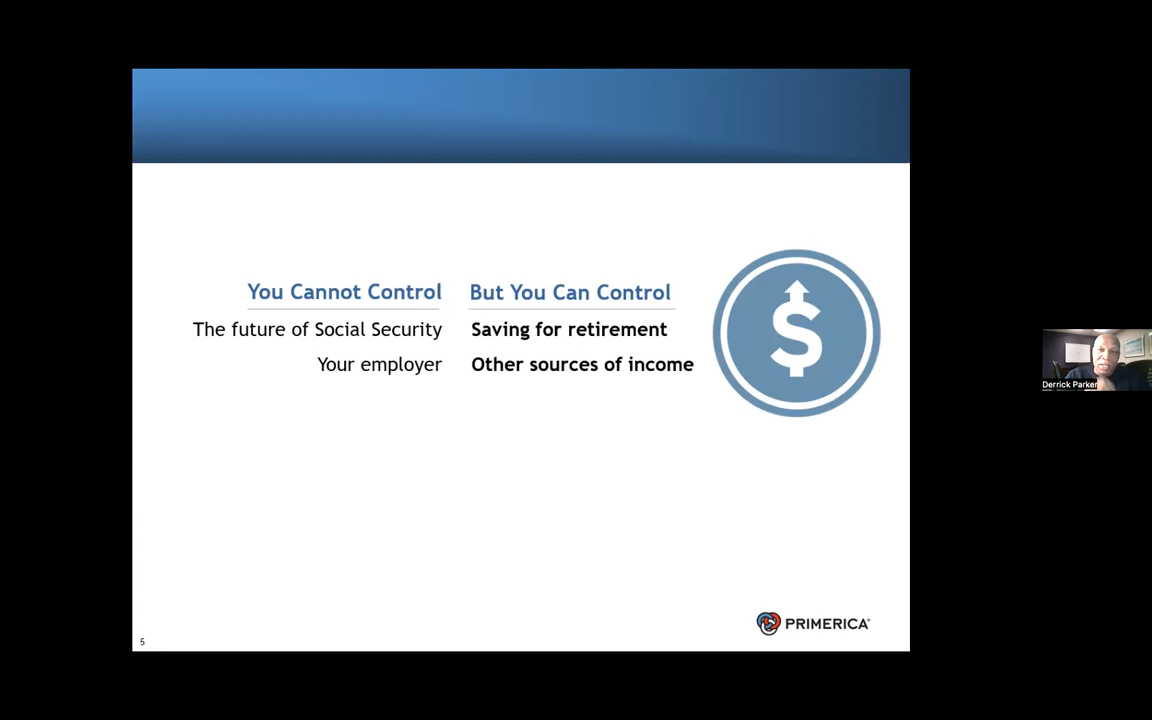 You Cannot Control
But You Can Control
The future of Social Security
Saving for retirement
Your employer
Other sources of income
$
Derrick Parker
PRIMERICA®
5